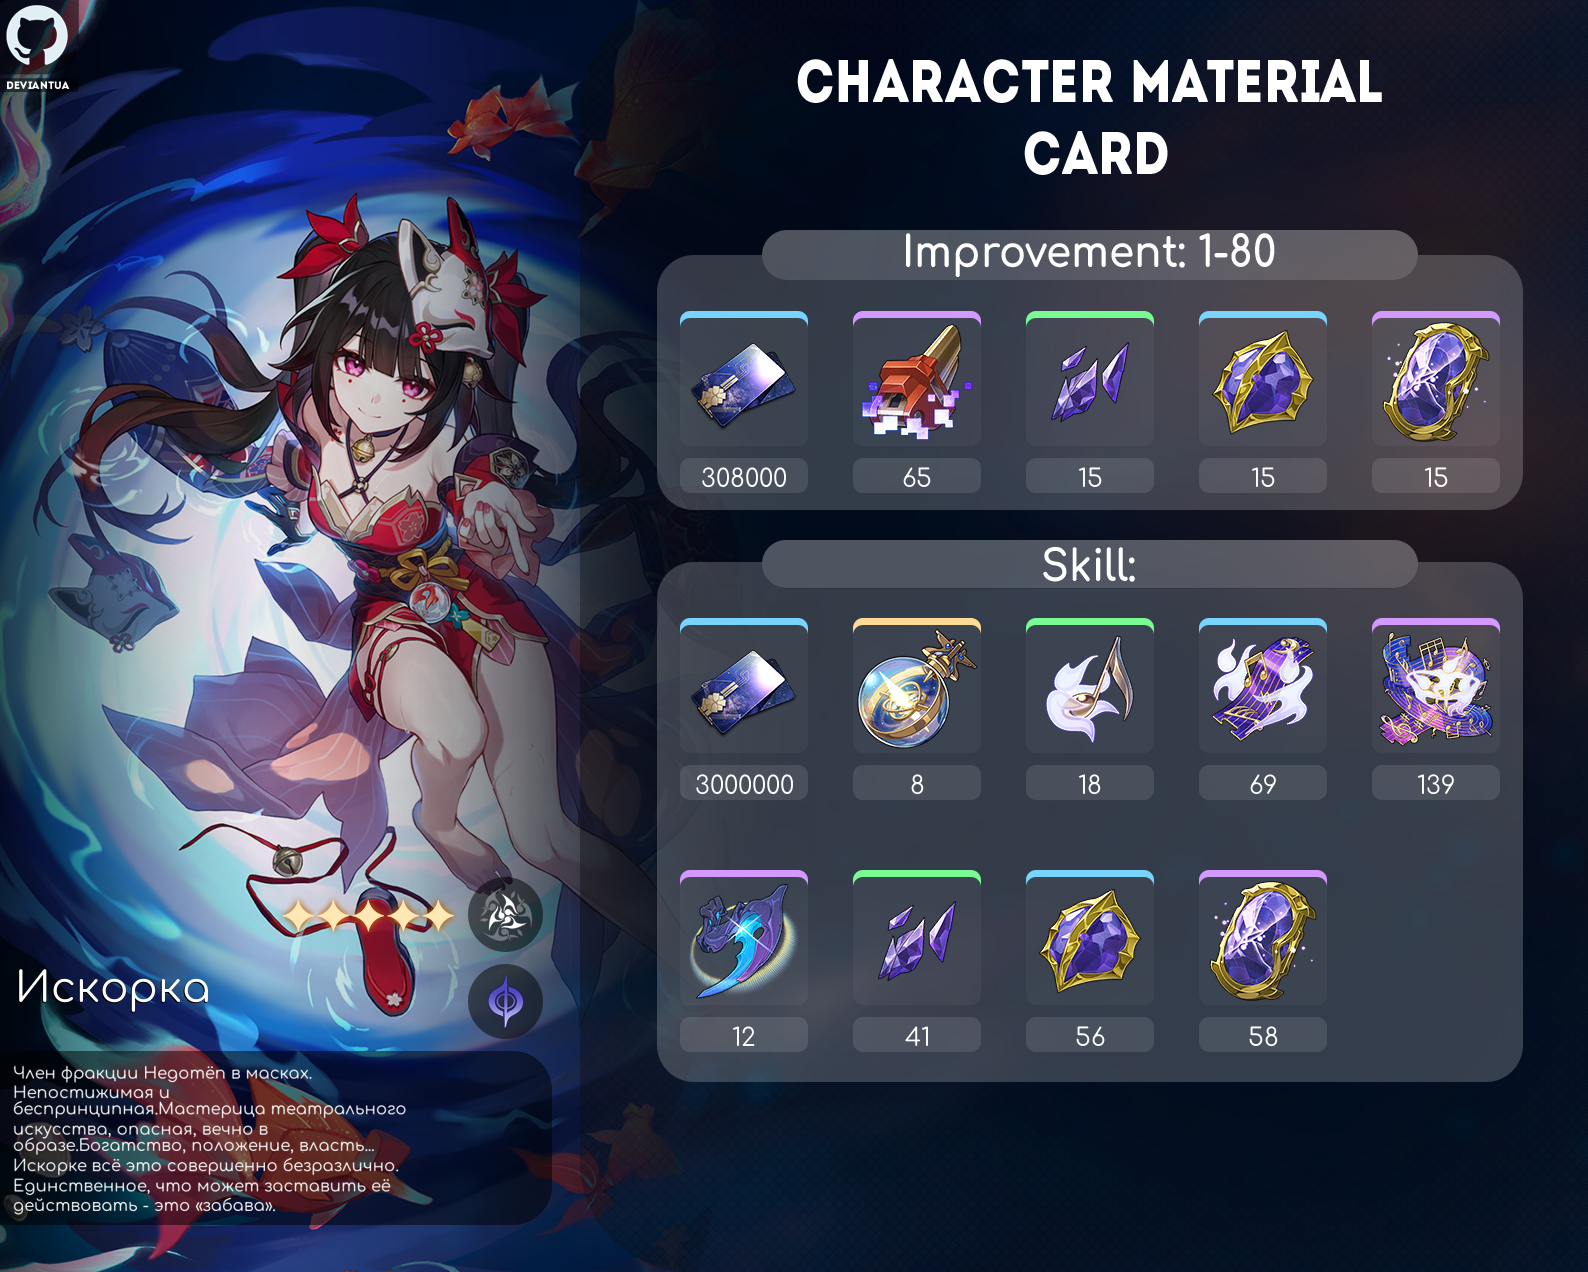 DEVIANTUA
CHARACTER MATERIAL
CARD
Improvement: 1-80
308000
65
15
15
15
Skill:
3000000
8
18
69
139
12
41
56
58
Искорка
Член фракции Недотёп в масках.
Непостижимая и
беспринципная.Мастерица театрального
искусства, опасная, вечно в
образе.Богатство, положение, власть...
Искорке всё это совершенно безразлично.
Единственное, что может заставить её
действовать - это «забава».